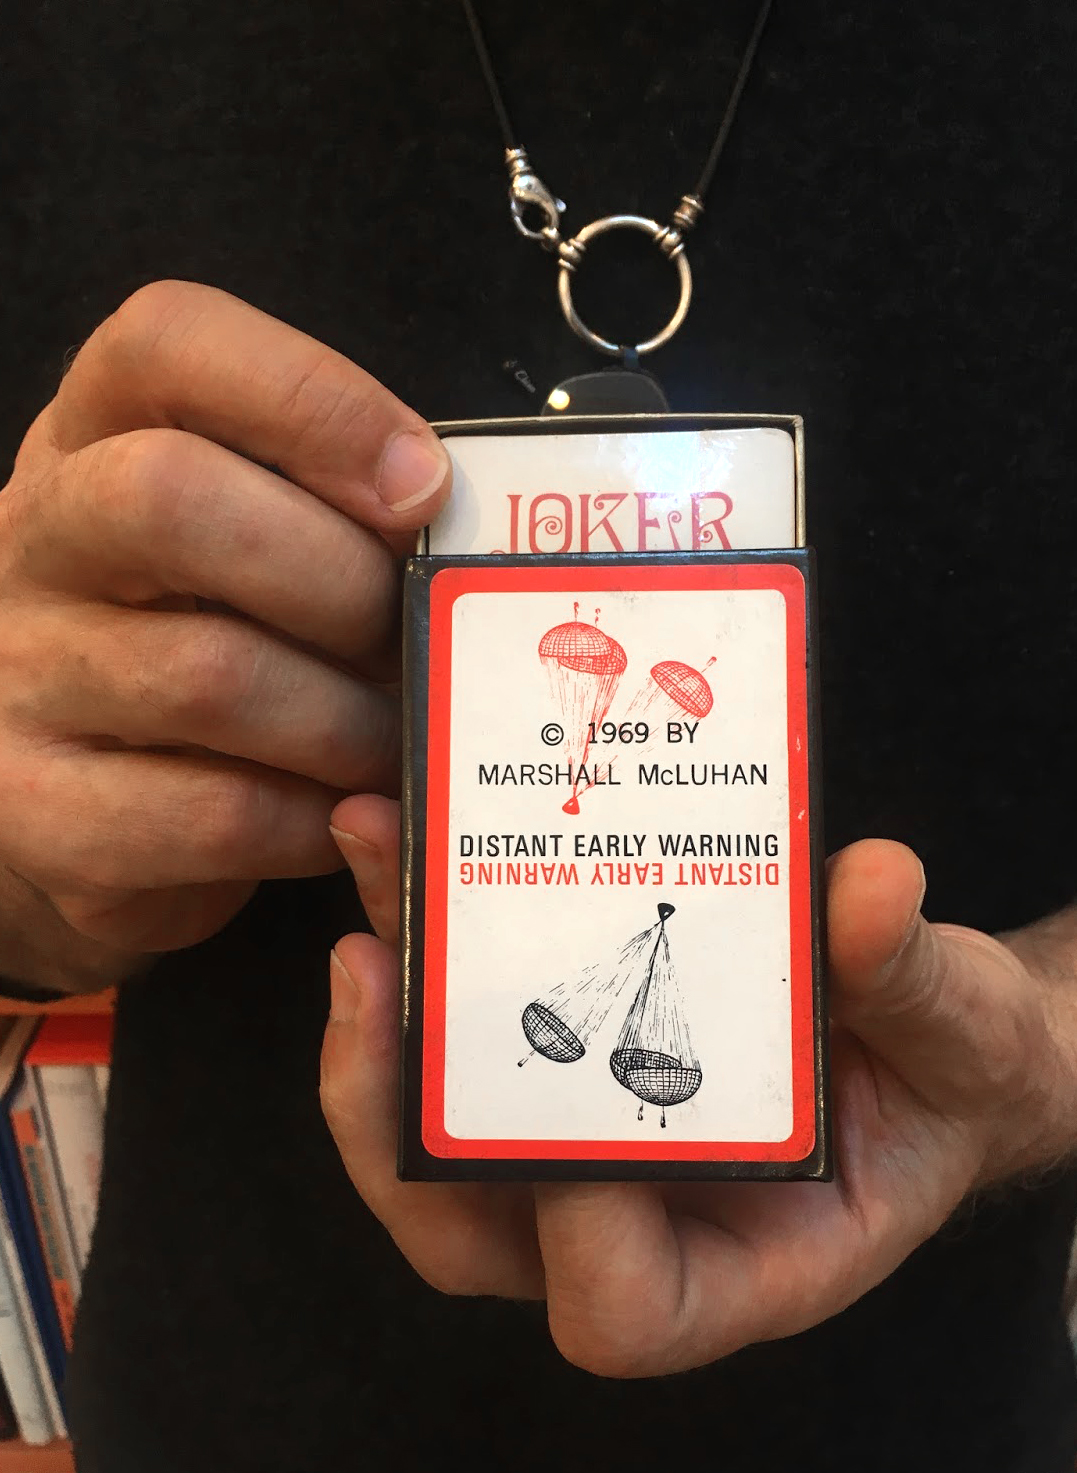 JOKER
© 1969 BY
MARSHALL McLUHAN
DISTANT EARLY WARNING
DISTANT EARLY WARNING